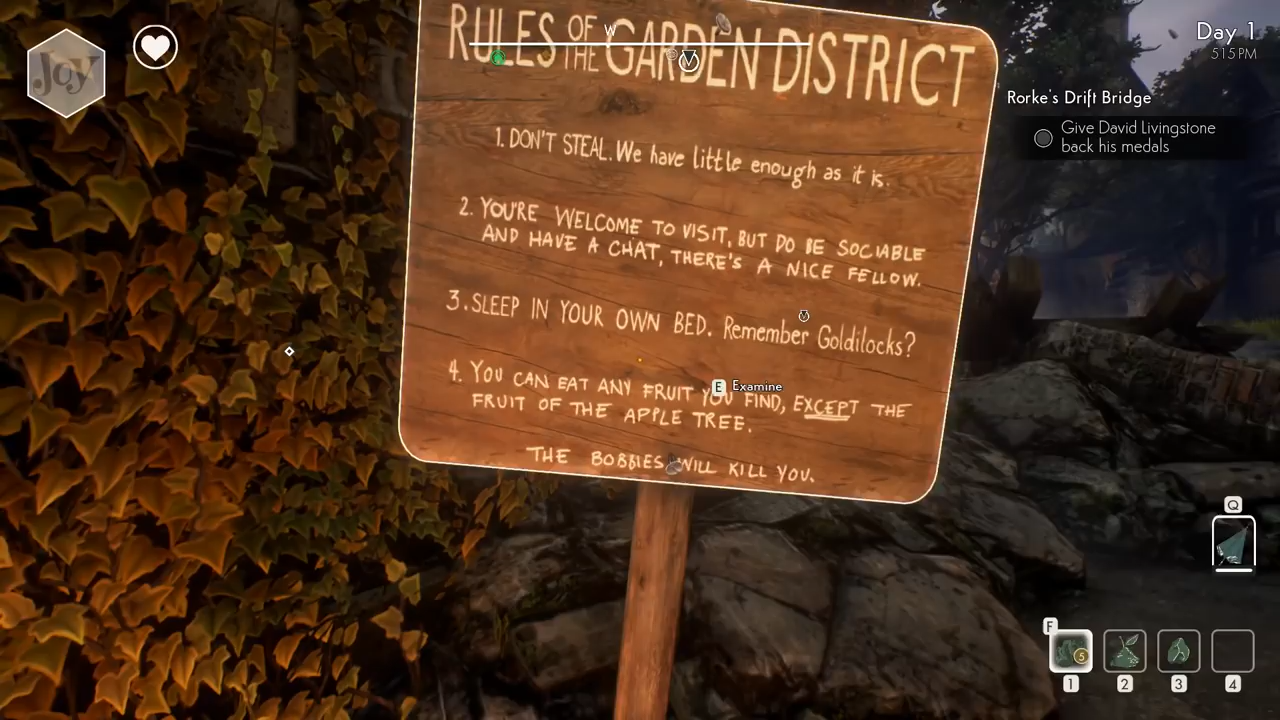 RULES OF THE GARDEN DISTRICT
1. DON'T STEAL. We have little enough as it is.
2. YOU'RE WELCOME TO VISIT, BUT DO BE SOCIABLE
AND HAVE A CHAT, THERE'S A NICE FELLOW.
3. SLEEP IN YOUR OWN BED. Remember Goldilocks?
4. YOU CAN EAT ANY FRUIT YOU FIND, EXCEPT THE
FRUIT OF THE APPLE TREE.
THE BOBBIES WILL KILL YOU.
Joy
W
E Examine
Day 1
5:15 PM
Rorke's Drift Bridge
Give David Livingstone
back his medals
Q
F
5
1 2 3 4